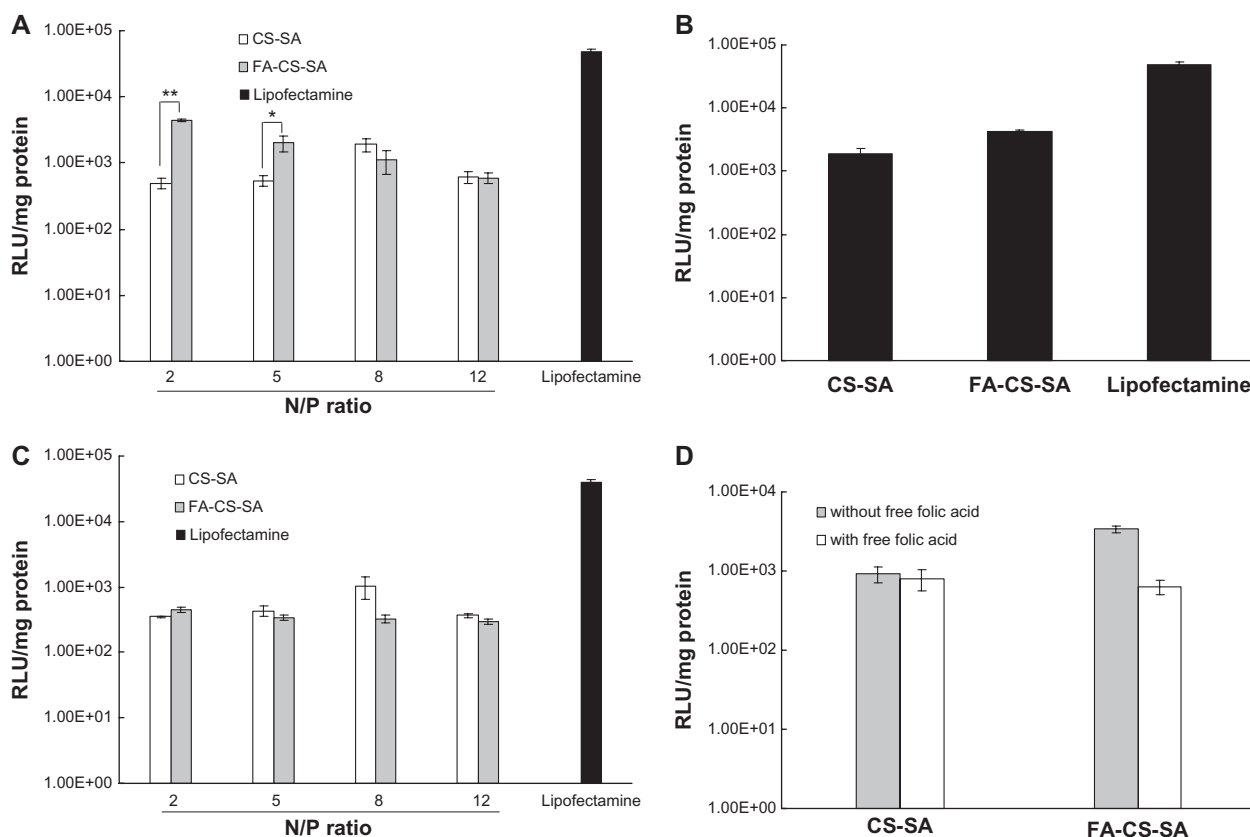 A
RLU/mg protein
1.00E+05
1.00E+04
1.00E+03
1.00E+02
1.00E+01
1.00E+00
CS-SA
FA-CS-SA
Lipofectamine
**
*
2 5 8 12 Lipofectamine
N/P ratio
B
RLU/mg protein
1.00E+05
1.00E+04
1.00E+03
1.00E+02
1.00E+01
1.00E+00
CS-SA FA-CS-SA Lipofectamine
C
RLU/mg protein
1.00E+05
1.00E+04
1.00E+03
1.00E+02
1.00E+01
1.00E+00
CS-SA
FA-CS-SA
Lipofectamine
2 5 8 12 Lipofectamine
N/P ratio
D
RLU/mg protein
1.00E+04
1.00E+03
1.00E+02
1.00E+01
1.00E+00
without free folic acid
with free folic acid
CS-SA FA-CS-SA